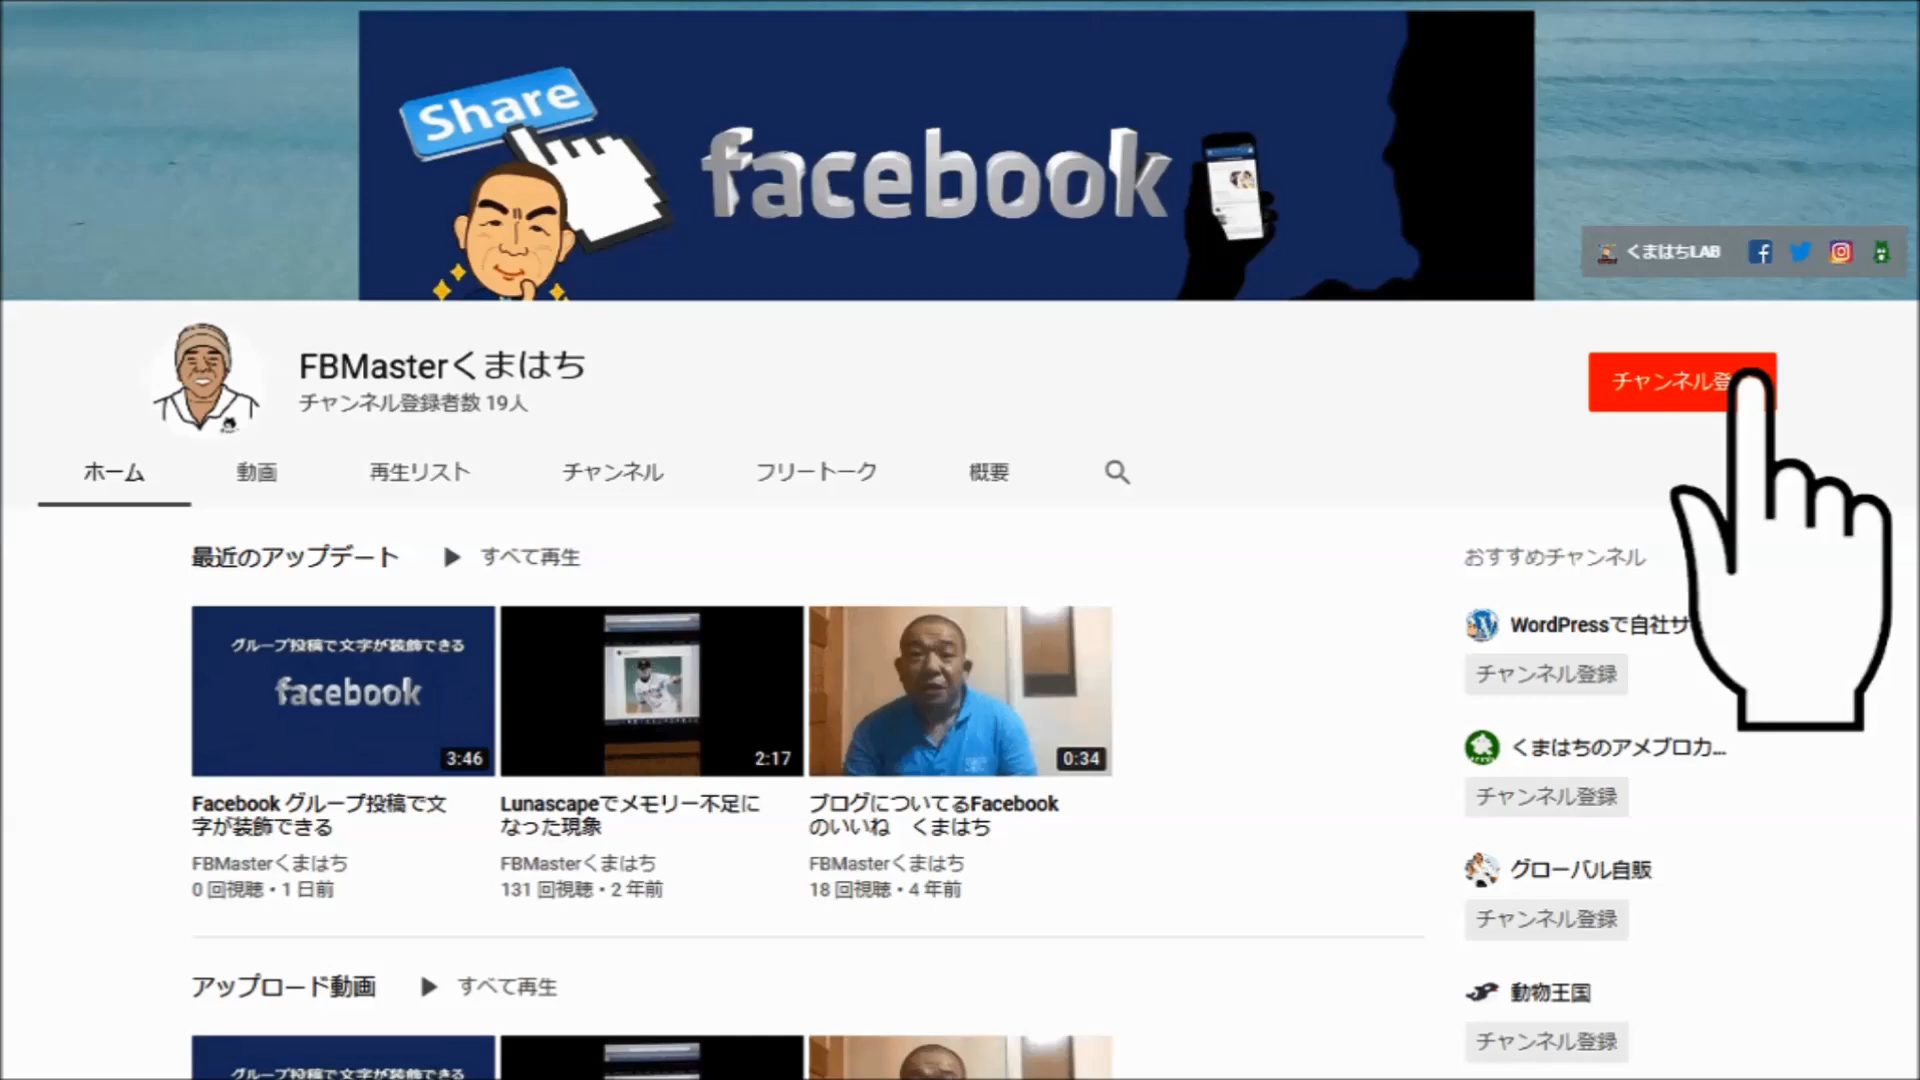 Share
facebook
くまはちLAB
FBMasterくまはち
チャンネル登録者数 19人
チャンネル登
ホーム
動画
再生リスト
チャンネル
フリートーク
概要
最近のアップデート
すべて再生
グループ投稿で文字が装飾できる
facebook
3:46
2:17
0:34
Facebook グループ投稿で文
字が装飾できる
FBMasterくまはち
0 回視聴・1 日前
Lunascapeでメモリー不足に
なった現象
FBMasterくまはち
131 回視聴・2 年前
ブログについてるFacebook
のいいね　くまはち
FBMasterくまはち
18 回視聴・4 年前
おすすめチャンネル
WordPressで自社サ
チャンネル登録
くまはちのアメブロカ...
チャンネル登録
グローバル自販
チャンネル登録
動物王国
チャンネル登録
アップロード動画
すべて再生
グループ投稿で文字が装飾できる